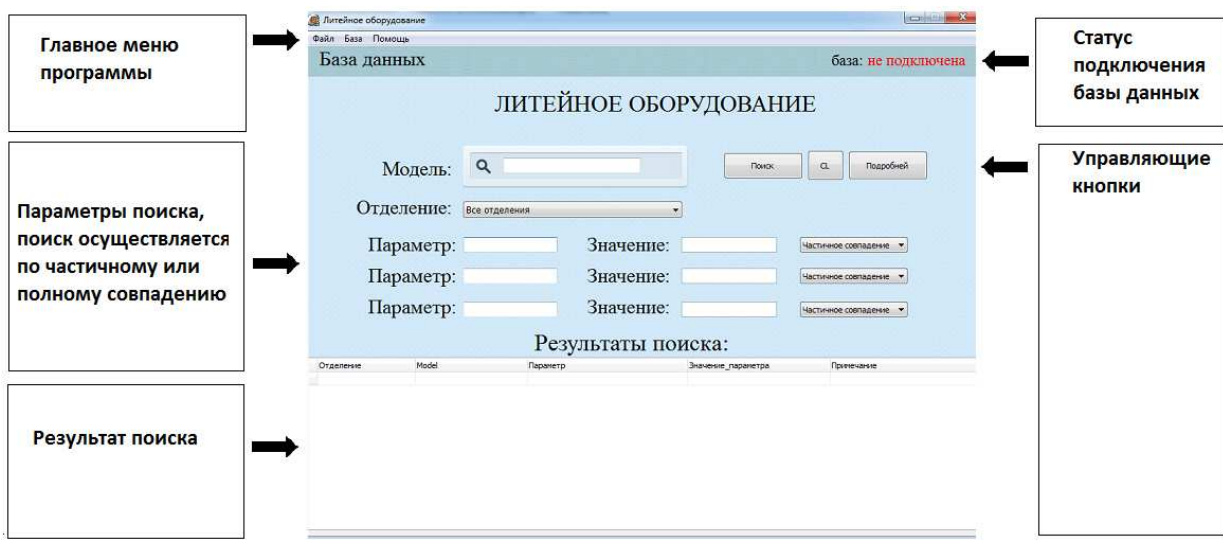 Главное меню
программы
Параметры поиска,
поиск осуществляется
по частичному или
полному совпадению
Результат поиска
Литейное оборудование
Файл База Помощь
База данных база: не подключена
ЛИТЕЙНОЕ ОБОРУДОВАНИЕ
Модель: Поиск CL Подробней
Отделение: Все отделения
Параметр: Значение: Частичное совпадение
Параметр: Значение: Частичное совпадение
Параметр: Значение: Частичное совпадение
Результаты поиска:
Отделение Model Параметр Значение_параметра Примечание
Статус
подключения
базы данных
Управляющие
кнопки